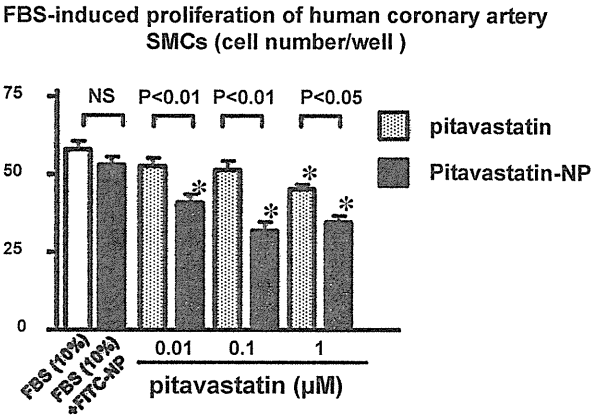 FBS-induced proliferation of human coronary artery
SMCs (cell number/well )
75
NS
P<0.01
P<0.01
P<0.05
pitavastatin
50
Pitavastatin-NP
*
*
*
*
25
0
FBS (10%)
FBS (10%)
+FITC-NP
0.01
0.1
1
pitavastatin (μM)